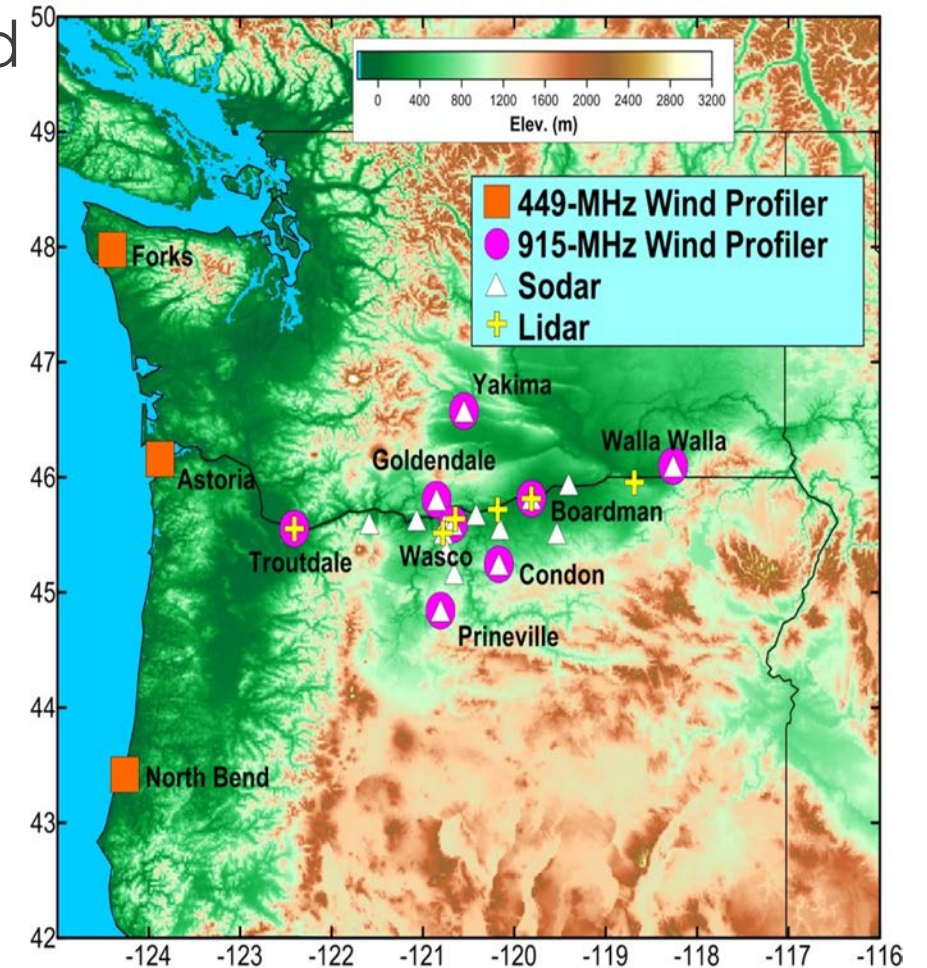 d
50
49
48
47
46
45
44
43
42
0 400 800 1200 1600 2000 2400 2800 3200
Elev. (m)
449-MHz Wind Profiler
915-MHz Wind Profiler
Sodar
Lidar
Forks
Yakima
Walla Walla
Goldendale
Astoria
Boardman
Troutdale
Wasco
Condon
Prineville
North Bend
-124 -123 -122 -121 -120 -119 -118 -117 -116